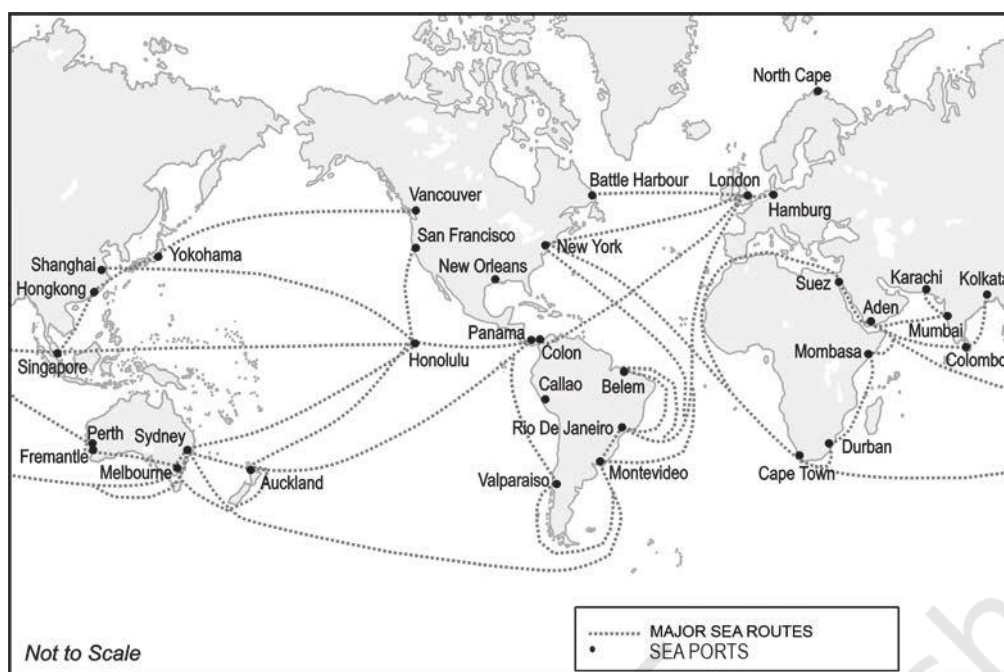 North Cape
Battle Harbour
London
Hamburg
Vancouver
San Francisco
New York
New Orleans
Yokohama
Shanghai
Hongkong
Suez
Karachi
Kolkata
Aden
Mumbai
Singapore
Honolulu
Panama
Colon
Mombasa
Colombo
Callao
Belem
Perth
Sydney
Rio De Janeiro
Durban
Fremantle
Melbourne
Auckland
Valparaiso
Montevideo
Cape Town
MAJOR SEA ROUTES
SEA PORTS
Not to Scale